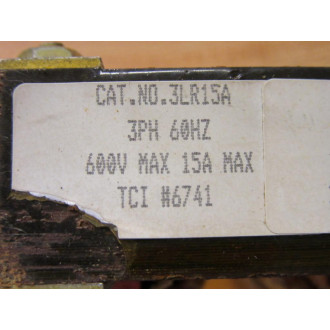 CAT.NO.3LR15A
3PH 60HZ
600V MAX 15A MAX
TCI #6741